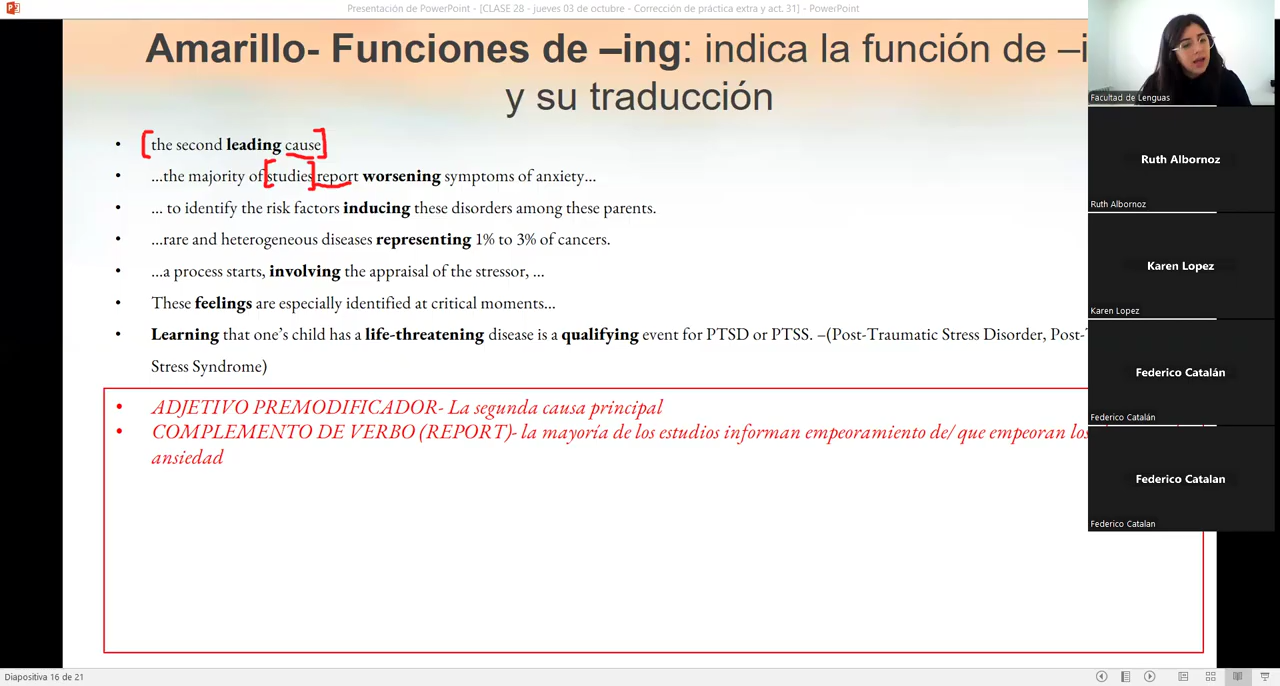 Presentación de PowerPoint - [CLASE 28 - jueves 03 de octubre - Corrección de práctica extra y act. 31] - PowerPoint
Amarillo- Funciones de –ing: indica la función de –i
y su traducción
• the second leading cause
• …the majority of studies report worsening symptoms of anxiety…
• … to identify the risk factors inducing these disorders among these parents.
• …rare and heterogeneous diseases representing 1% to 3% of cancers.
• …a process starts, involving the appraisal of the stressor, …
• These feelings are especially identified at critical moments…
• Learning that one’s child has a life-threatening disease is a qualifying event for PTSD or PTSS. –(Post-Traumatic Stress Disorder, Post-
Stress Syndrome)
• ADJETIVO PREMODIFICADOR- La segunda causa principal
• COMPLEMENTO DE VERBO (REPORT)- la mayoría de los estudios informan empeoramiento de/ que empeoran los
ansiedad
Facultad de Lenguas
Ruth Albornoz
Ruth Albornoz
Karen Lopez
Karen Lopez
Federico Catalán
Federico Catalán
Federico Catalan
Federico Catalan
Diapositiva 16 de 21